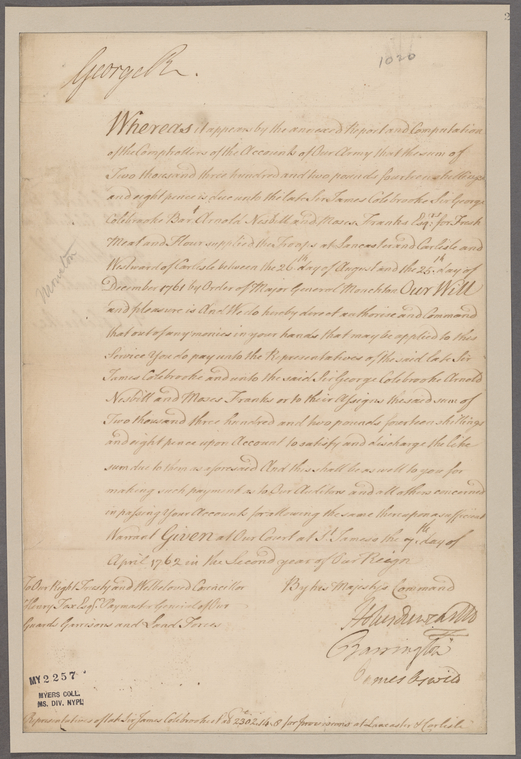 2
George R.
1020
Whereas it appears by the annexed Report and Computation
of the Comptrollers of the Accounts of Our Army that the sum of
Two thousand three hundred and two pounds fourteen shillings
and eight pence is due unto the late Sir James Colebrooke Sir George
Colebrooke Bart Arnold Nesbitt and Moses Franks Esqrs for Fresh
Meat and Flour supplied the Troops at Lancaster and Carlisle and
Westward of Carlisle between the 26th day of August and the 25th day of
December 1761 by Order of Major General Monckton Our Will
and pleasure is And We do hereby direct authorise and Command
that out of any monies in your hands that may be applied to this
Service You do pay unto the Representatives of the said late Sir
James Colebrooke and unto the said Sir George Colebrooke Arnold
Nesbitt and Moses Franks or to their Assigns the said sum of
Two thousand three hundred and two pounds fourteen shillings
and eight pence upon Account to satisfy and discharge the like
sum due to them as aforesaid And this shall be as well to you for
making such payment as to Our Auditors and all others concerned
in passing your Accounts for allowing the same thereupon a sufficient
Warrant Given at Our Court at St. James's the 7th day of
April 1762 in the Second year of Our Reign
To Our Right Trusty and Welbeloved Councillor
Henry Fox Esqr. Paymaster General of Our
Guards Garrisons and Land Forces
By his Majestys Command
Barrington
James Oswald
MY 2257
MYERS COLL.
MS. DIV. NYPL
Representatives of late Sir James Colebrooke &c £2302.14.8 for provisions at Lancaster & Carlisle